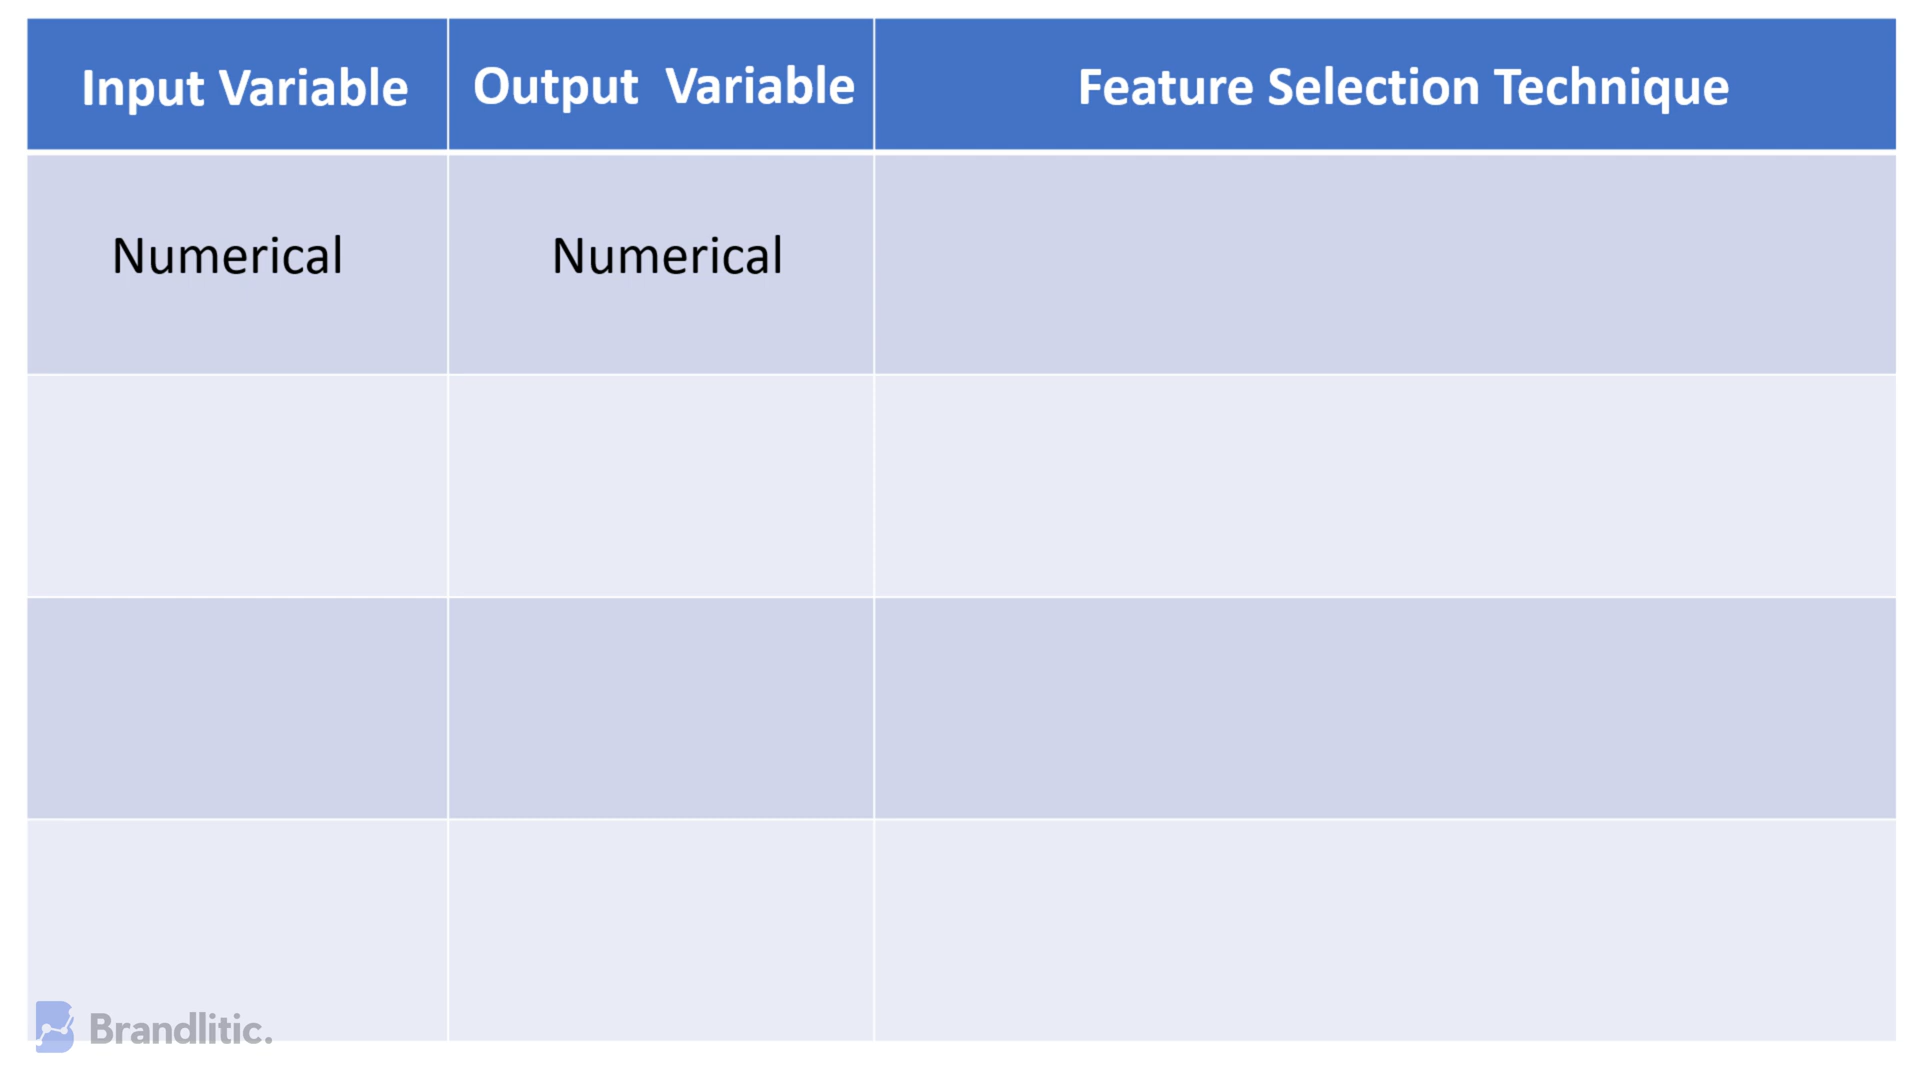 Input Variable Output Variable Feature Selection Technique
Numerical Numerical
Brandlitic.